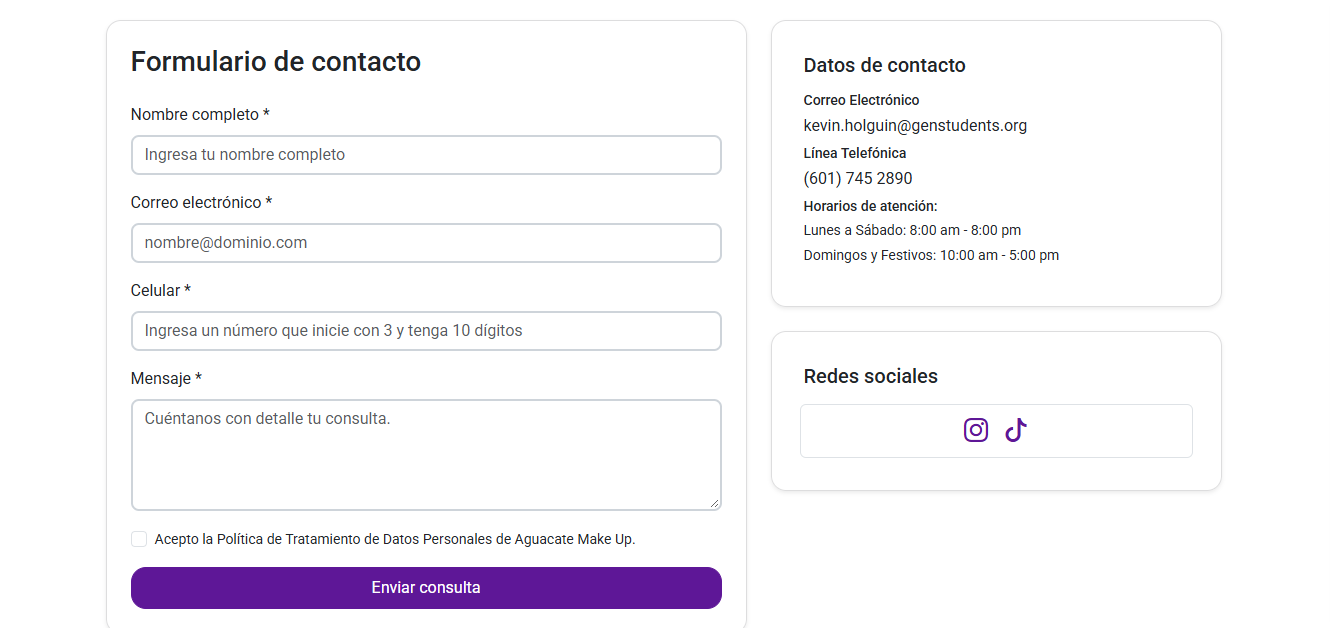 Formulario de contacto
Nombre completo *
Ingresa tu nombre completo
Correo electrónico *
nombre@dominio.com
Celular *
Ingresa un número que inicie con 3 y tenga 10 dígitos
Mensaje *
Cuéntanos con detalle tu consulta.
Acepto la Política de Tratamiento de Datos Personales de Aguacate Make Up.
Enviar consulta
Datos de contacto
Correo Electrónico
kevin.holguin@genstudents.org
Línea Telefónica
(601) 745 2890
Horarios de atención:
Lunes a Sábado: 8:00 am - 8:00 pm
Domingos y Festivos: 10:00 am - 5:00 pm
Redes sociales